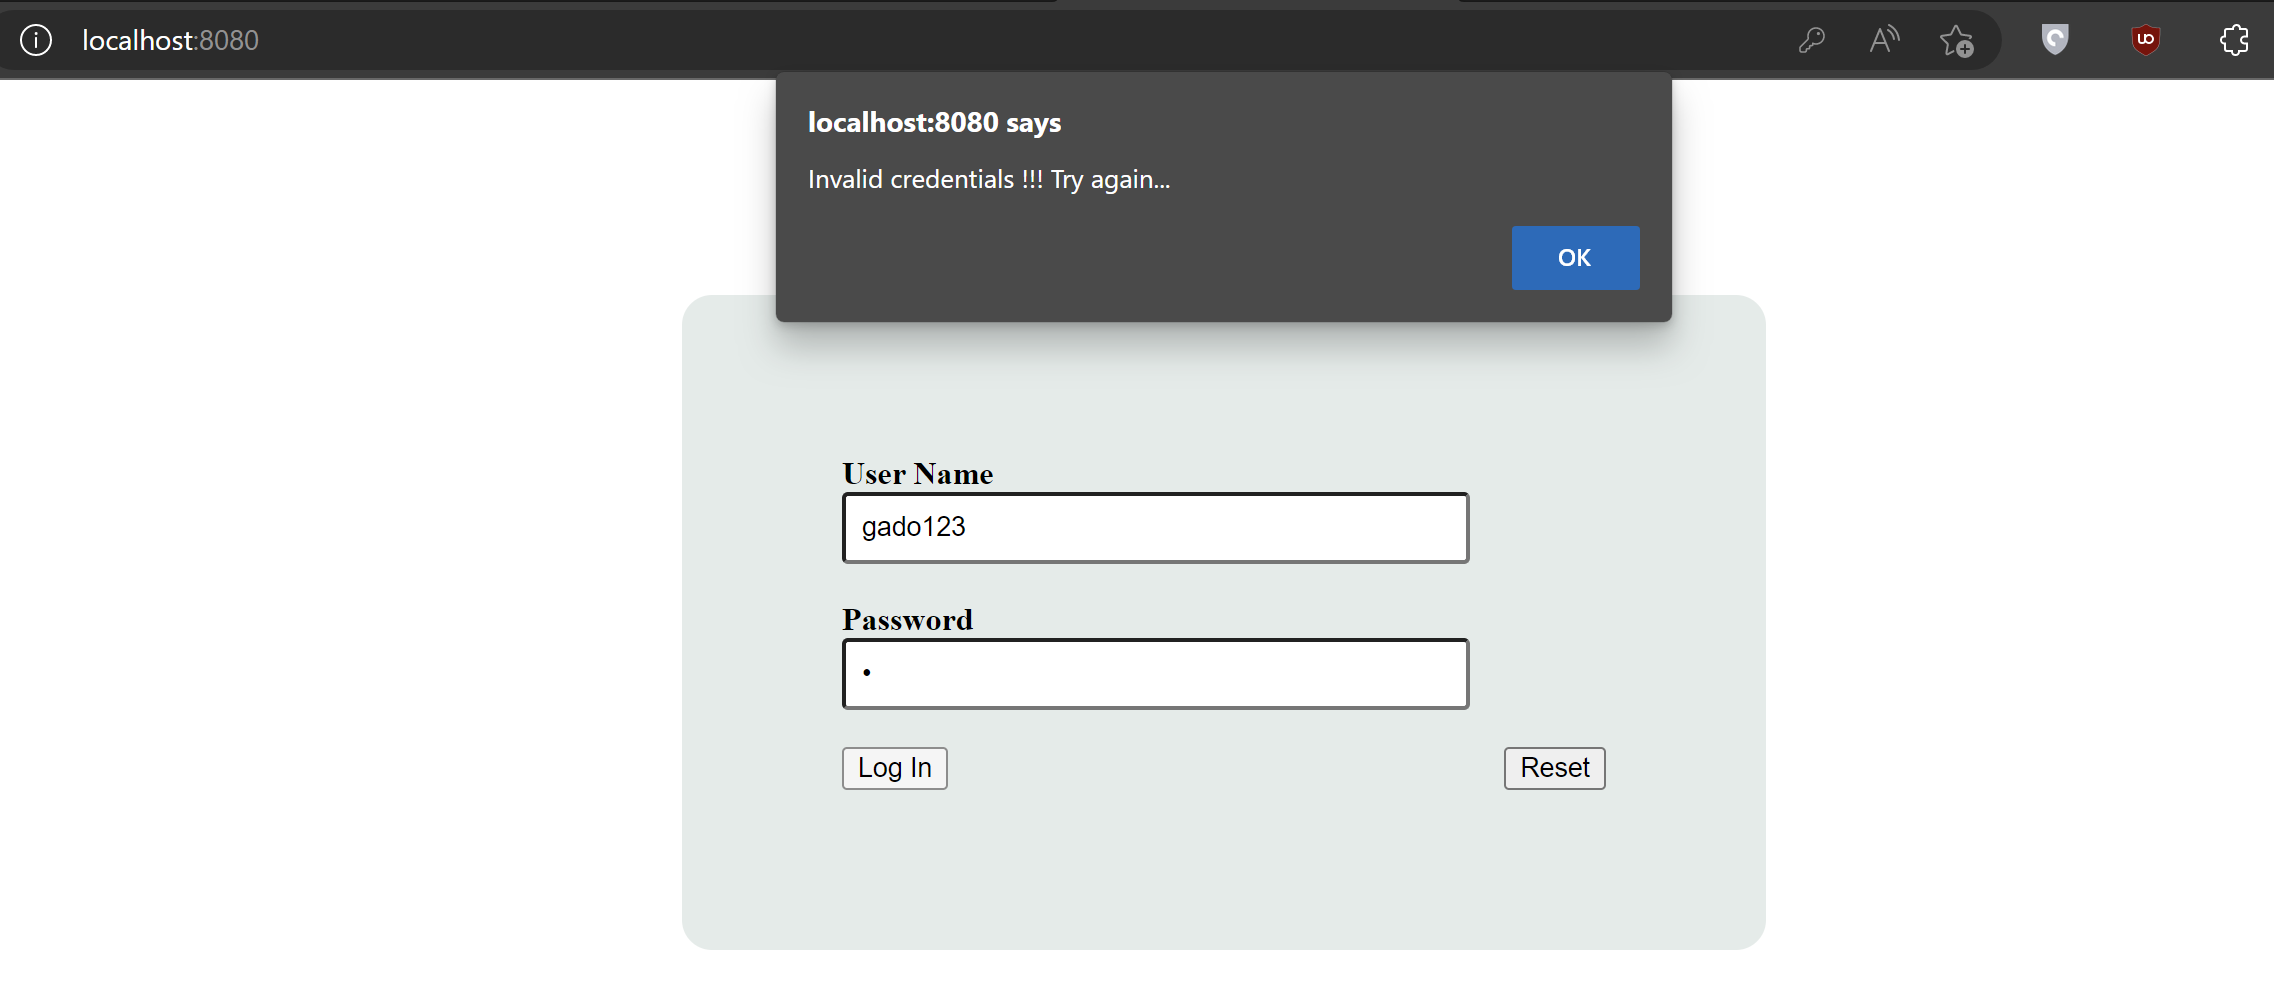 localhost:8080
localhost:8080 says
Invalid credentials !!! Try again...
OK
User Name
gado123
Password
•
Log In
Reset